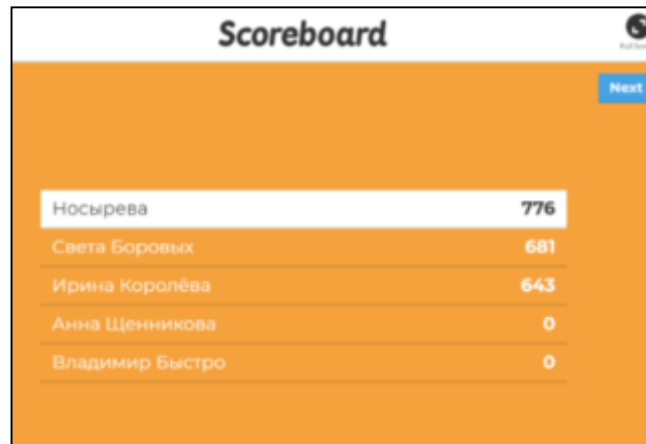 Scoreboard
Next
Носырева 776
Света Боровых 681
Ирина Королёва 643
Анна Щенникова 0
Владимир Быстро 0